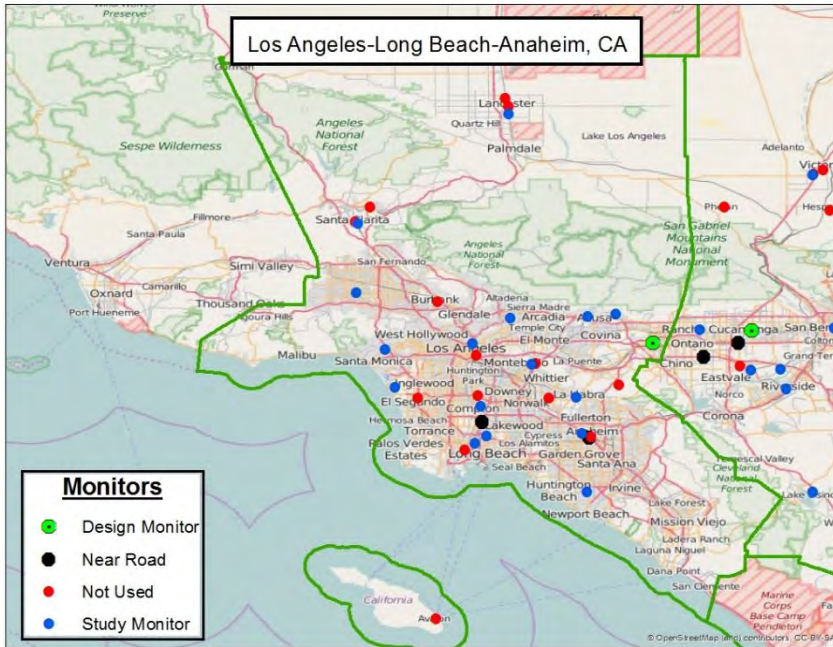 Los Angeles-Long Beach-Anaheim, CA
Gorman
Angeles
National
Forest
Sespe Wilderness
Lancaster
Quartz Hill
Palmdale
Lake Los Angeles
Adelanto
Fillmore
Santa Paula
San Gabriel
Mountains
National
Monument
Ventura
Camarillo
Oxnard
Port Hueneme
Simi Valley
San Fernando
Angeles
National
Forest
Thousand Oaks
Agoura Hills
Burbank
Glendale
Altadena
Sierra Madre
Arcadia
Temple City
El Monte
Covina
Malibu
West Hollywood
Los Angeles
Santa Monica
Montebello
La Puente
Whittier
Huntington
Park
Ontario
Chino
Eastvale
Norco
Corona
Inglewood
El Segundo
Downey
Norwalk
La Habra
Compton
Hermosa Beach
Torrance
Lakewood
Fullerton
Palos Verdes
Estates
Long Beach
Cypress
Los Alamitos
Seal Beach
Anaheim
Garden Grove
Santa Ana
Huntington
Beach
Irvine
Newport Beach
Cleveland
National
Forest
Lake Forest
Mission Viejo
Ladera Ranch
Laguna Niguel
Dana Point
San Clemente
Marine
Corps
Base Camp
Pendleton
California
Avalon
Monitors
Design Monitor
Near Road
Not Used
Study Monitor
© OpenStreetMap (and) contributors, CC-BY-SA